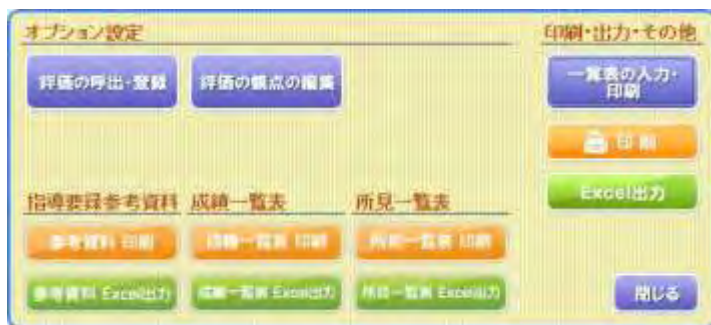 オプション設定
評価の呼出・登録
評価の観点の編集
指導要録参考資料
参考資料 印刷
参考資料 Excel出力
成績一覧表
成績一覧表 印刷
成績一覧表 Excel出力
所見一覧表
所見一覧表 印刷
所見一覧表 Excel出力
印刷・出力・その他
一覧表の入力・
印刷
印 刷
Excel出力
閉じる